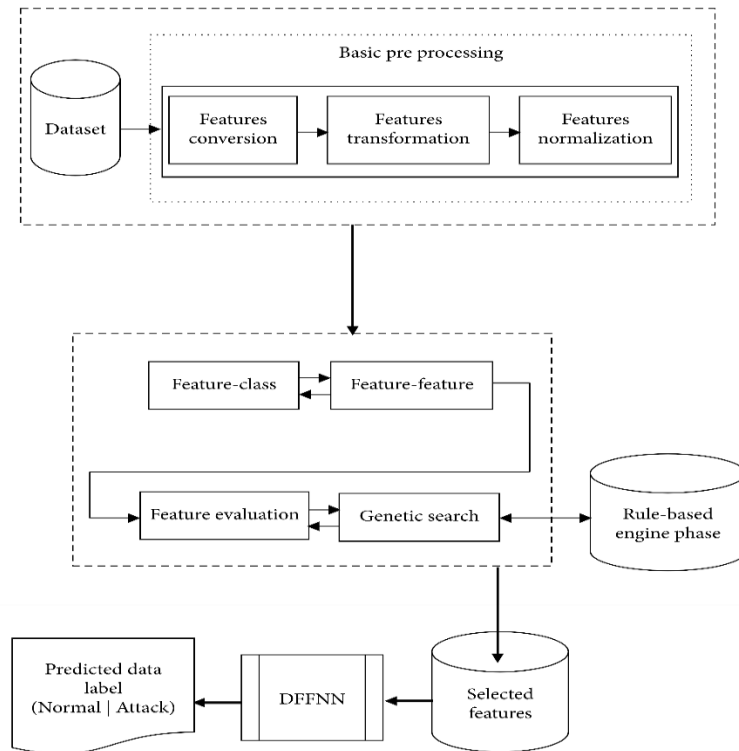 Basic pre processing
Dataset
Features
conversion
Features
transformation
Features
normalization
Feature-class
Feature-feature
Feature evaluation
Genetic search
Rule-based
engine phase
Predicted data
label
(Normal | Attack)
DFFNN
Selected
features